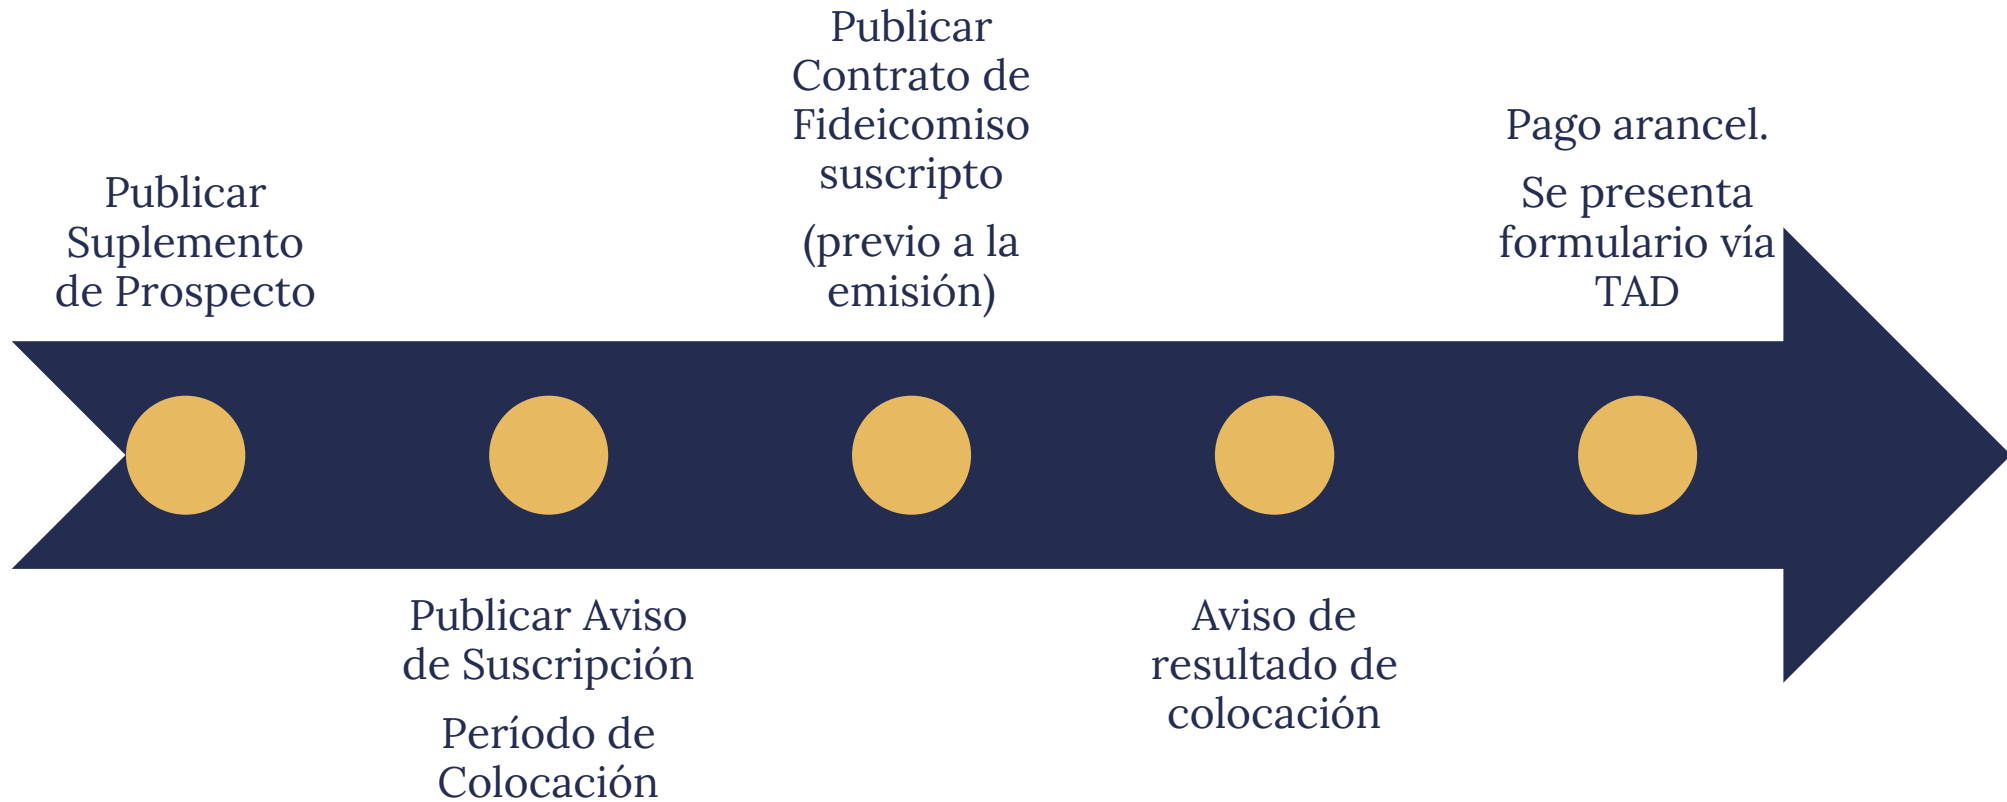 Publicar
Suplemento
de Prospecto
Publicar Aviso
de Suscripción
Período de
Colocación
Publicar
Contrato de
Fideicomiso
suscripto
(previo a la
emisión)
Aviso de
resultado de
colocación
Pago arancel.
Se presenta
formulario vía
TAD